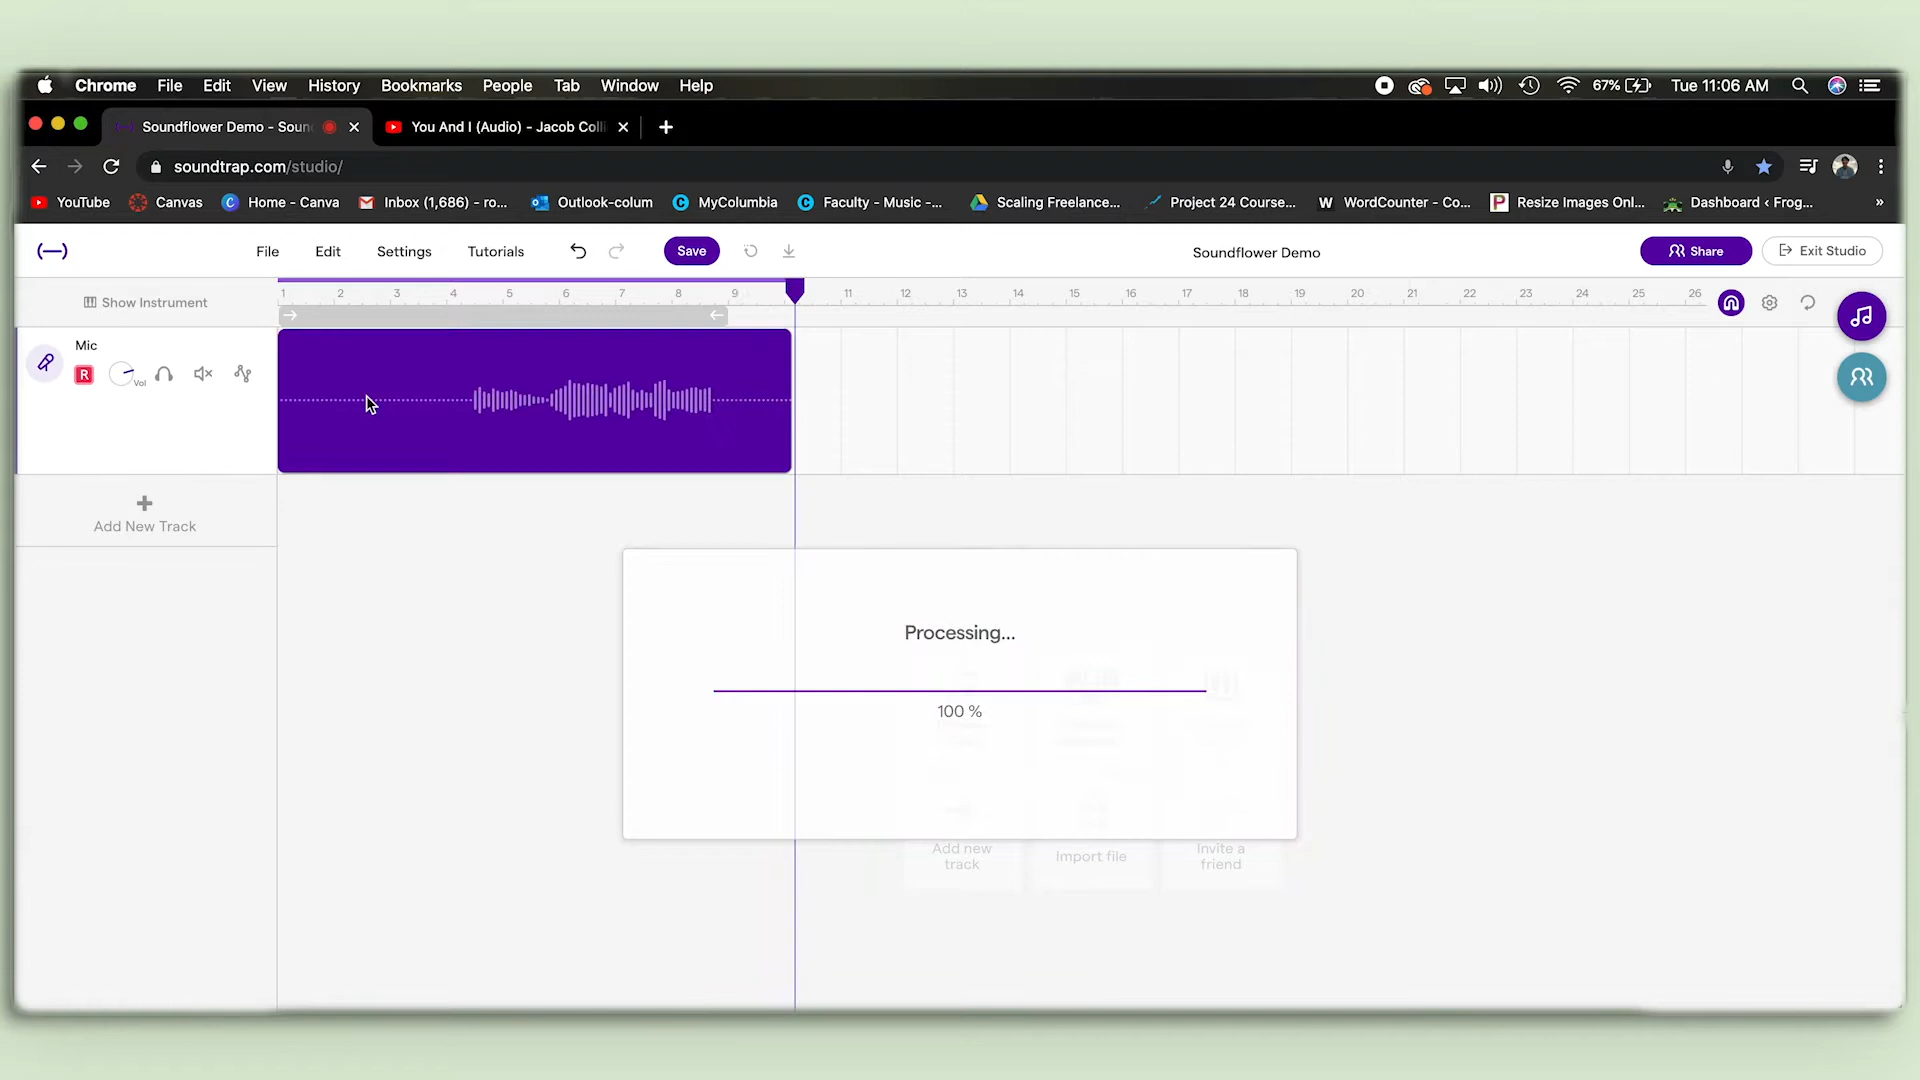 Chrome File Edit View History Bookmarks People Tab Window Help 67% Tue 11:06 AM
Soundflower Demo - Soun You And I (Audio) - Jacob Colli
soundtrap.com/studio/
YouTube Canvas Home - Canva Inbox (1,686) - ro... Outlook-colum MyColumbia Faculty - Music -... Scaling Freelance... Project 24 Course... W WordCounter - Co... Resize Images Onl... Dashboard ‹ Frog... »
File Edit Settings Tutorials Save Soundflower Demo Share Exit Studio
Show Instrument 1 2 3 4 5 6 7 8 9 11 12 13 14 15 16 17 18 19 20 21 22 23 24 25 26
Mic
R Vol
Add New Track
Processing...
100 %
Add new track
Import file
Invite a friend